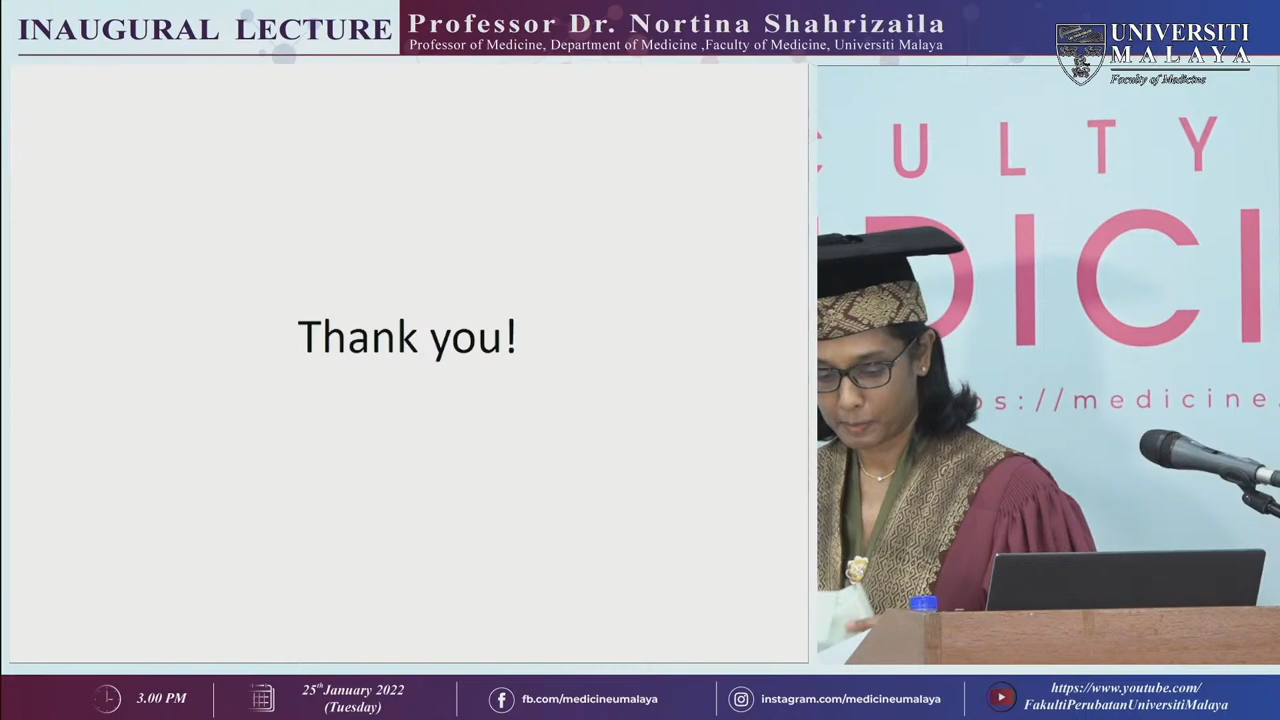 INAUGURAL LECTURE
Professor Dr. Nortina Shahrizaila
Professor of Medicine, Department of Medicine ,Faculty of Medicine, Universiti Malaya
UNIVERSITI
MALAYA
Faculty of Medicine
Thank you!
CULTY
DICI
s://medicine.
3.00 PM
25th January 2022
(Tuesday)
fb.com/medicineumalaya
instagram.com/medicineumalaya
https://www.youtube.com/
FakultiPerubatanUniversitiMalaya